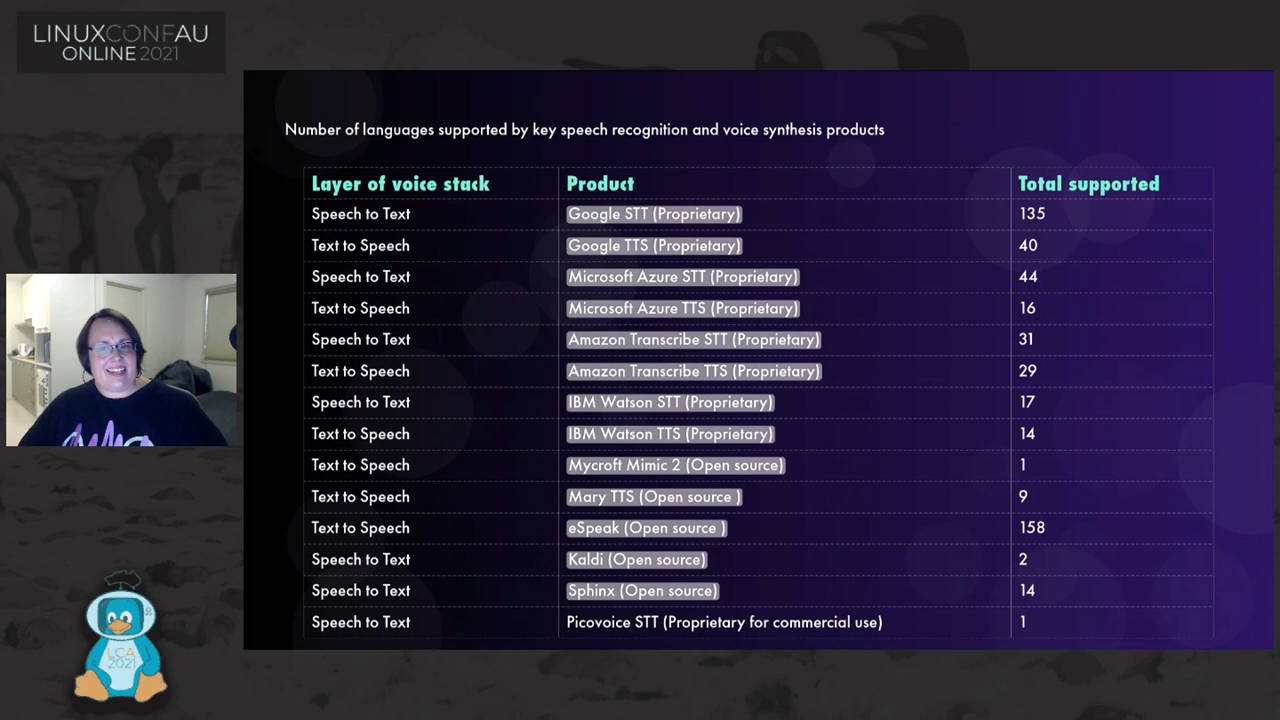 LINUXCONFAU
ONLINE 2021
Number of languages supported by key speech recognition and voice synthesis products
Layer of voice stack Product Total supported
Speech to Text Google STT (Proprietary) 135
Text to Speech Google TTS (Proprietary) 40
Speech to Text Microsoft Azure STT (Proprietary) 44
Text to Speech Microsoft Azure TTS (Proprietary) 16
Speech to Text Amazon Transcribe STT (Proprietary) 31
Text to Speech Amazon Transcribe TTS (Proprietary) 29
Speech to Text IBM Watson STT (Proprietary) 17
Text to Speech IBM Watson TTS (Proprietary) 14
Text to Speech Mycroft Mimic 2 (Open source) 1
Text to Speech Mary TTS (Open source ) 9
Text to Speech eSpeak (Open source ) 158
Speech to Text Kaldi (Open source) 2
Speech to Text Sphinx (Open source) 14
Speech to Text Picovoice STT (Proprietary for commercial use) 1
LCA
2021